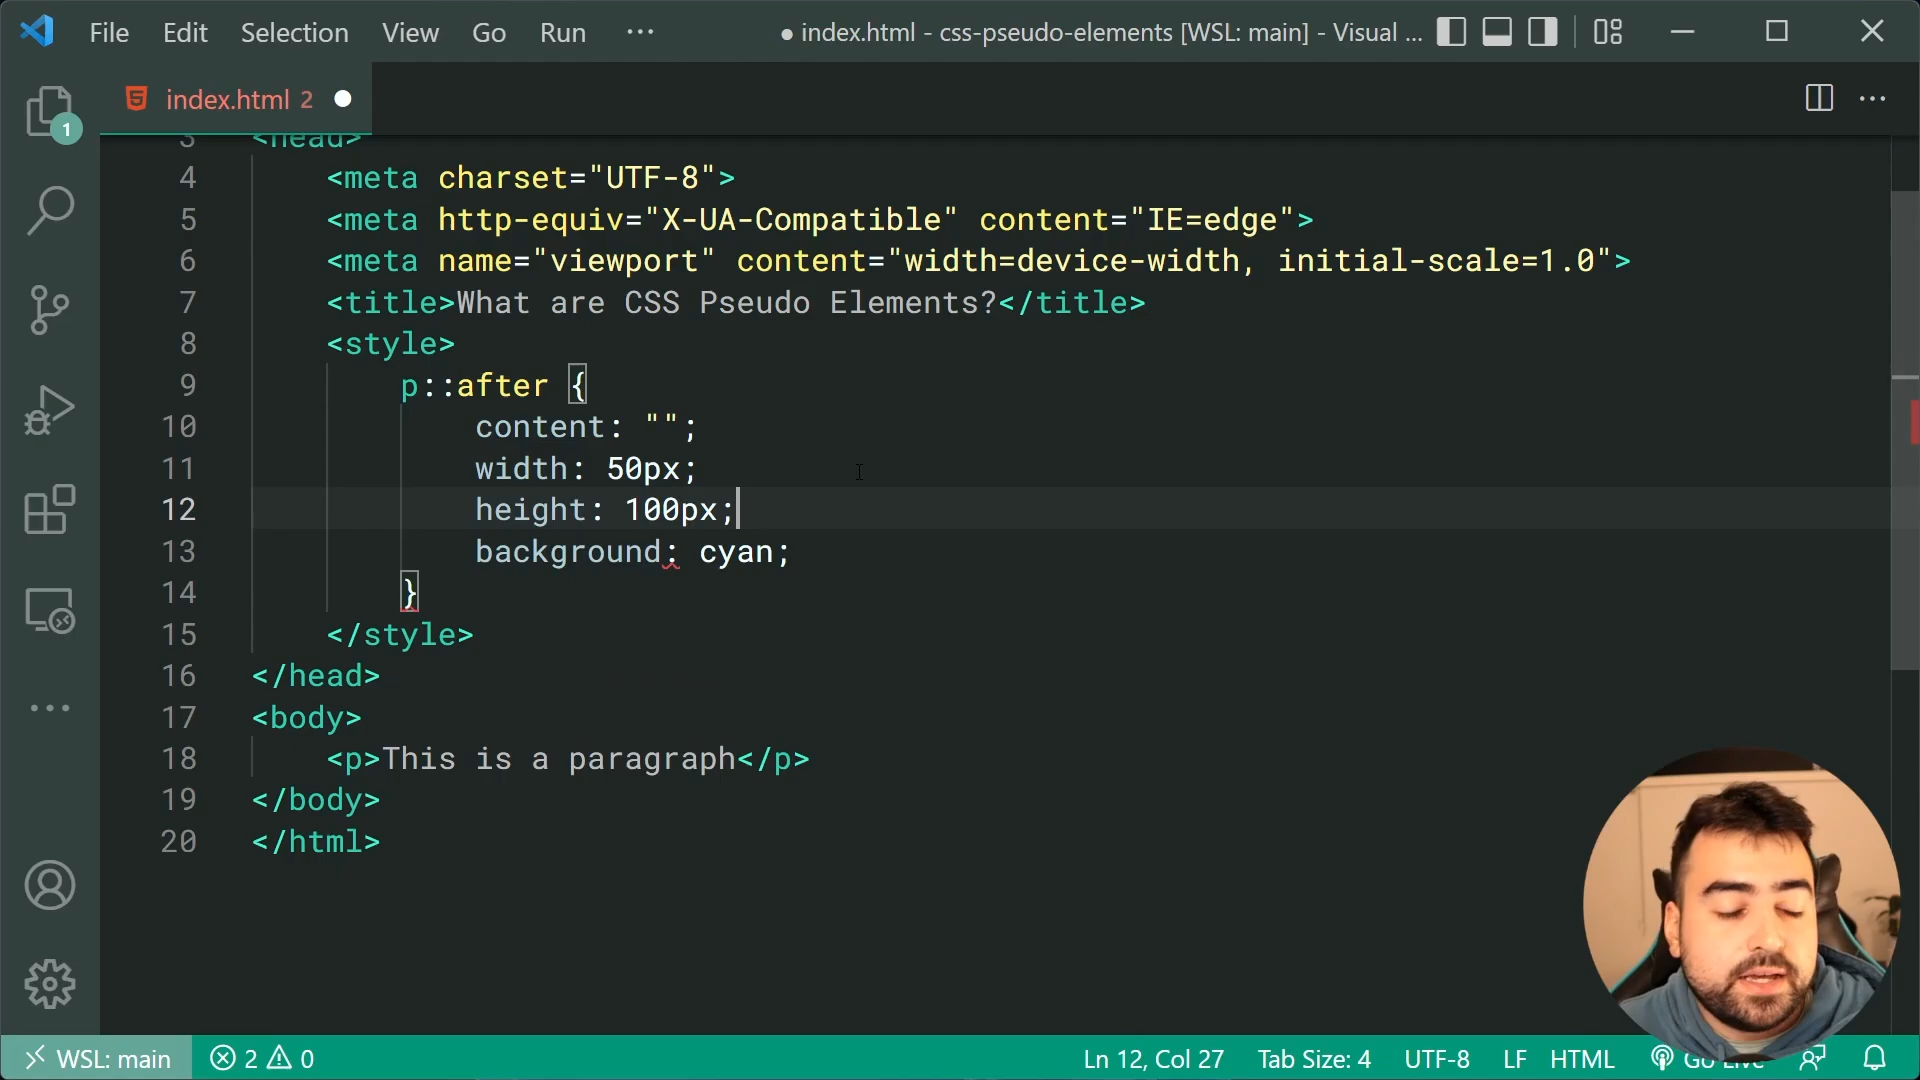 File Edit Selection View Go Run ··· ● index.html - css-pseudo-elements [WSL: main] - Visual ...
index.html 2 ●
1
3 <head>
4 <meta charset="UTF-8">
5 <meta http-equiv="X-UA-Compatible" content="IE=edge">
6 <meta name="viewport" content="width=device-width, initial-scale=1.0">
7 <title>What are CSS Pseudo Elements?</title>
8 <style>
9 p::after {
10 content: "";
11 width: 50px;
12 height: 100px;
13 background: cyan;
14 }
15 </style>
16 </head>
17 <body>
18 <p>This is a paragraph</p>
19 </body>
20 </html>
WSL: main 2 0 Ln 12, Col 27 Tab Size: 4 UTF-8 LF HTML Go Live